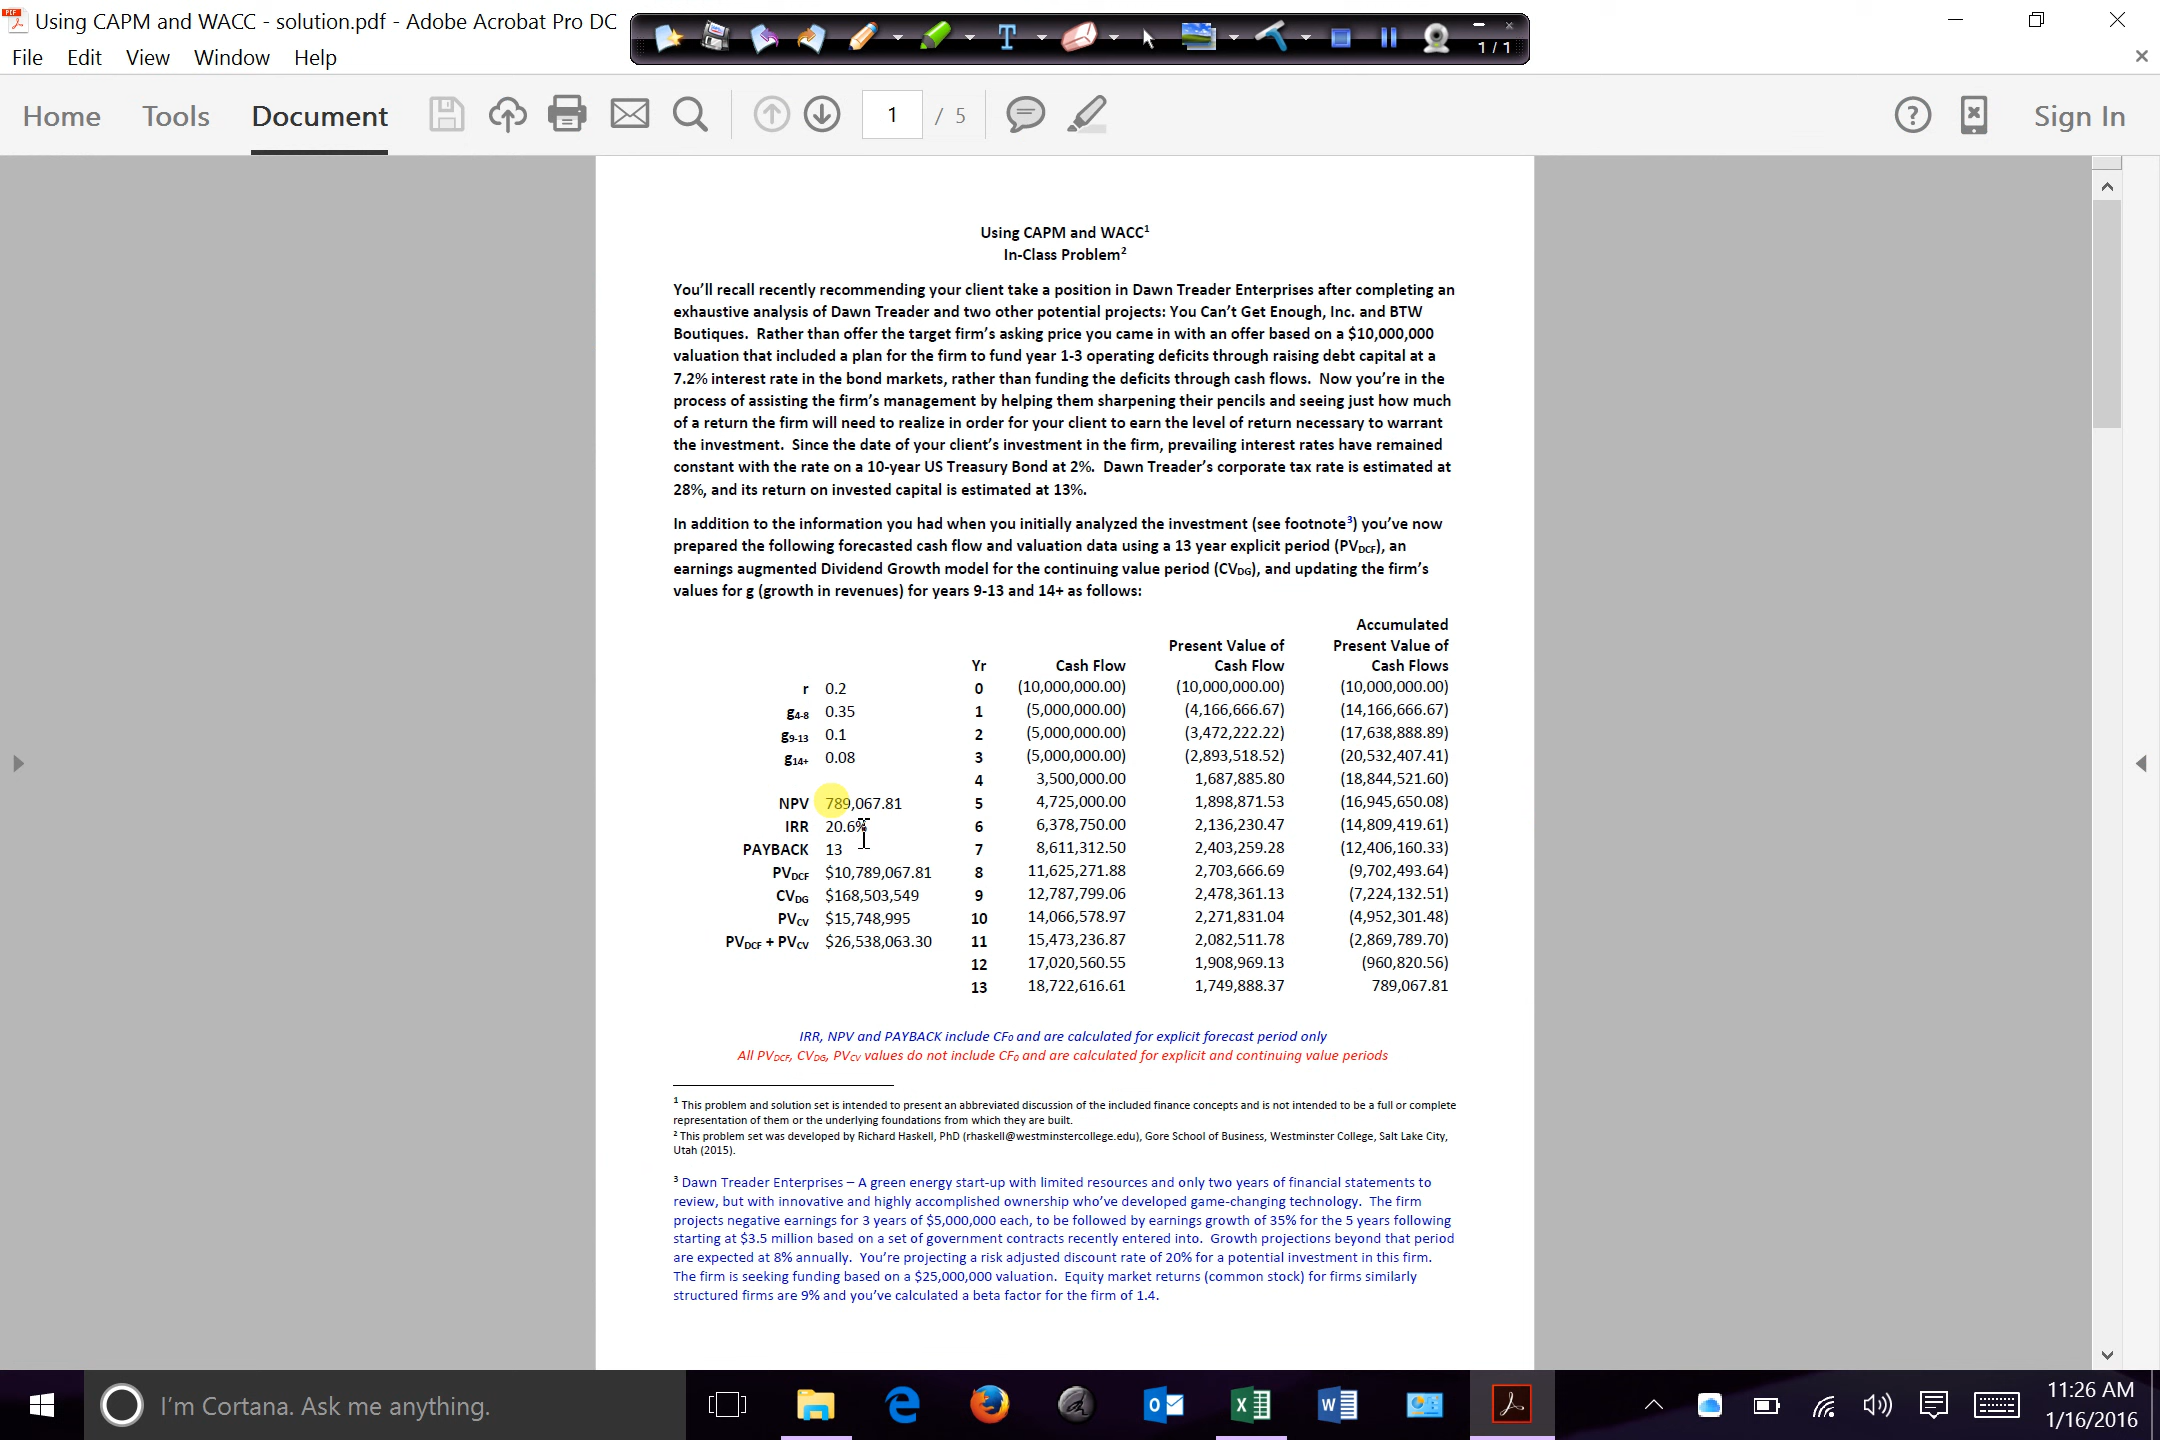 Using CAPM and WACC - solution.pdf - Adobe Acrobat Pro DC
1 / 1
File Edit View Window Help
Home Tools Document 1 / 5 Sign In
Using CAPM and WACC¹
In-Class Problem²
You’ll recall recently recommending your client take a position in Dawn Treader Enterprises after completing an
exhaustive analysis of Dawn Treader and two other potential projects: You Can’t Get Enough, Inc. and BTW
Boutiques. Rather than offer the target firm’s asking price you came in with an offer based on a $10,000,000
valuation that included a plan for the firm to fund year 1-3 operating deficits through raising debt capital at a
7.2% interest rate in the bond markets, rather than funding the deficits through cash flows. Now you’re in the
process of assisting the firm’s management by helping them sharpening their pencils and seeing just how much
of a return the firm will need to realize in order for your client to earn the level of return necessary to warrant
the investment. Since the date of your client’s investment in the firm, prevailing interest rates have remained
constant with the rate on a 10-year US Treasury Bond at 2%. Dawn Treader’s corporate tax rate is estimated at
28%, and its return on invested capital is estimated at 13%.
In addition to the information you had when you initially analyzed the investment (see footnote³) you’ve now
prepared the following forecasted cash flow and valuation data using a 13 year explicit period (PVDCF), an
earnings augmented Dividend Growth model for the continuing value period (CVDG), and updating the firm’s
values for g (growth in revenues) for years 9-13 and 14+ as follows:
Accumulated
Present Value of Present Value of
Yr Cash Flow Cash Flow Cash Flows
r 0.2 0 (10,000,000.00) (10,000,000.00) (10,000,000.00)
g4-8 0.35 1 (5,000,000.00) (4,166,666.67) (14,166,666.67)
g9-13 0.1 2 (5,000,000.00) (3,472,222.22) (17,638,888.89)
g14+ 0.08 3 (5,000,000.00) (2,893,518.52) (20,532,407.41)
4 3,500,000.00 1,687,885.80 (18,844,521.60)
NPV 789,067.81 5 4,725,000.00 1,898,871.53 (16,945,650.08)
IRR 20.6% 6 6,378,750.00 2,136,230.47 (14,809,419.61)
PAYBACK 13 7 8,611,312.50 2,403,259.28 (12,406,160.33)
PVDCF $10,789,067.81 8 11,625,271.88 2,703,666.69 (9,702,493.64)
CVDG $168,503,549 9 12,787,799.06 2,478,361.13 (7,224,132.51)
PVCV $15,748,995 10 14,066,578.97 2,271,831.04 (4,952,301.48)
PVDCF + PVCV $26,538,063.30 11 15,473,236.87 2,082,511.78 (2,869,789.70)
12 17,020,560.55 1,908,969.13 (960,820.56)
13 18,722,616.61 1,749,888.37 789,067.81
IRR, NPV and PAYBACK include CF0 and are calculated for explicit forecast period only
All PVDCF, CVDG, PVCV values do not include CF0 and are calculated for explicit and continuing value periods
¹ This problem and solution set is intended to present an abbreviated discussion of the included finance concepts and is not intended to be a full or complete
representation of them or the underlying foundations from which they are built.
² This problem set was developed by Richard Haskell, PhD (rhaskell@westminstercollege.edu), Gore School of Business, Westminster College, Salt Lake City,
Utah (2015).
³ Dawn Treader Enterprises – A green energy start-up with limited resources and only two years of financial statements to
review, but with innovative and highly accomplished ownership who’ve developed game-changing technology. The firm
projects negative earnings for 3 years of $5,000,000 each, to be followed by earnings growth of 35% for the 5 years following
starting at $3.5 million based on a set of government contracts recently entered into. Growth projections beyond that period
are expected at 8% annually. You’re projecting a risk adjusted discount rate of 20% for a potential investment in this firm.
The firm is seeking funding based on a $25,000,000 valuation. Equity market returns (common stock) for firms similarly
structured firms are 9% and you’ve calculated a beta factor for the firm of 1.4.
I’m Cortana. Ask me anything.
11:26 AM
1/16/2016